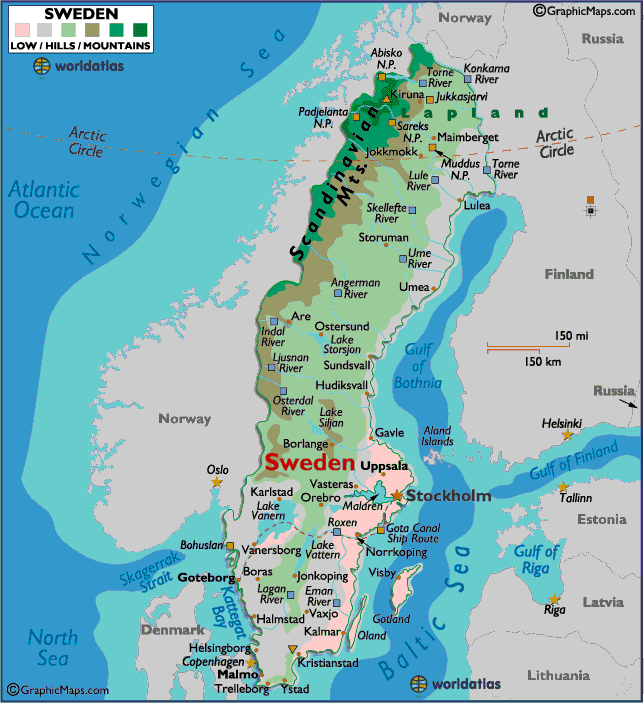 SWEDEN
LOW / HILLS / MOUNTAINS
worldatlas
©GraphicMaps.com
Norway
Russia
Abisko
N.P.
Torne
River
Konkama
River
Kiruna
Jukkasjarvi
Lapland
Padjelanta
N.P.
Sareks
N.P.
Maimberget
Arctic
Circle
Arctic
Circle
Jokkmokk
Muddus
N.P.
Torne
River
Lule
River
Lulea
Norwegian Sea
Atlantic
Ocean
Scandinavian
Mts.
Skellefte
River
Storuman
Ume
River
Umea
Finland
Angerman
River
Are
Indal
River
Ostersund
Lake
Storsjon
150 mi
150 km
Ljusnan
River
Sundsvall
Gulf
of
Bothnia
Hudiksvall
Osterdal
River
Russia
Norway
Lake
Siljan
Gavle
Aland
Islands
Helsinki
Borlange
Sweden
Uppsala
Gulf of Finland
Oslo
Karlstad
Vasteras
Orebro
Malaren
Stockholm
Tallinn
Lake
Vanern
Roxen
Gota Canal
Ship Route
Estonia
Bohuslan
Vanersborg
Lake
Vattern
Norrkoping
Gulf of
Riga
Skagerrak
Strait
Goteborg
Boras
Jonkoping
Visby
Lagan
River
Eman
River
Gotland
Riga
Latvia
Kattegat
Bay
Halmstad
Vaxjo
Kalmar
Oland
Baltic Sea
North
Sea
Denmark
Helsingborg
Copenhagen
Kristianstad
Malmo
Trelleborg
Ystad
Lithuania
worldatlas
©GraphicMaps.com